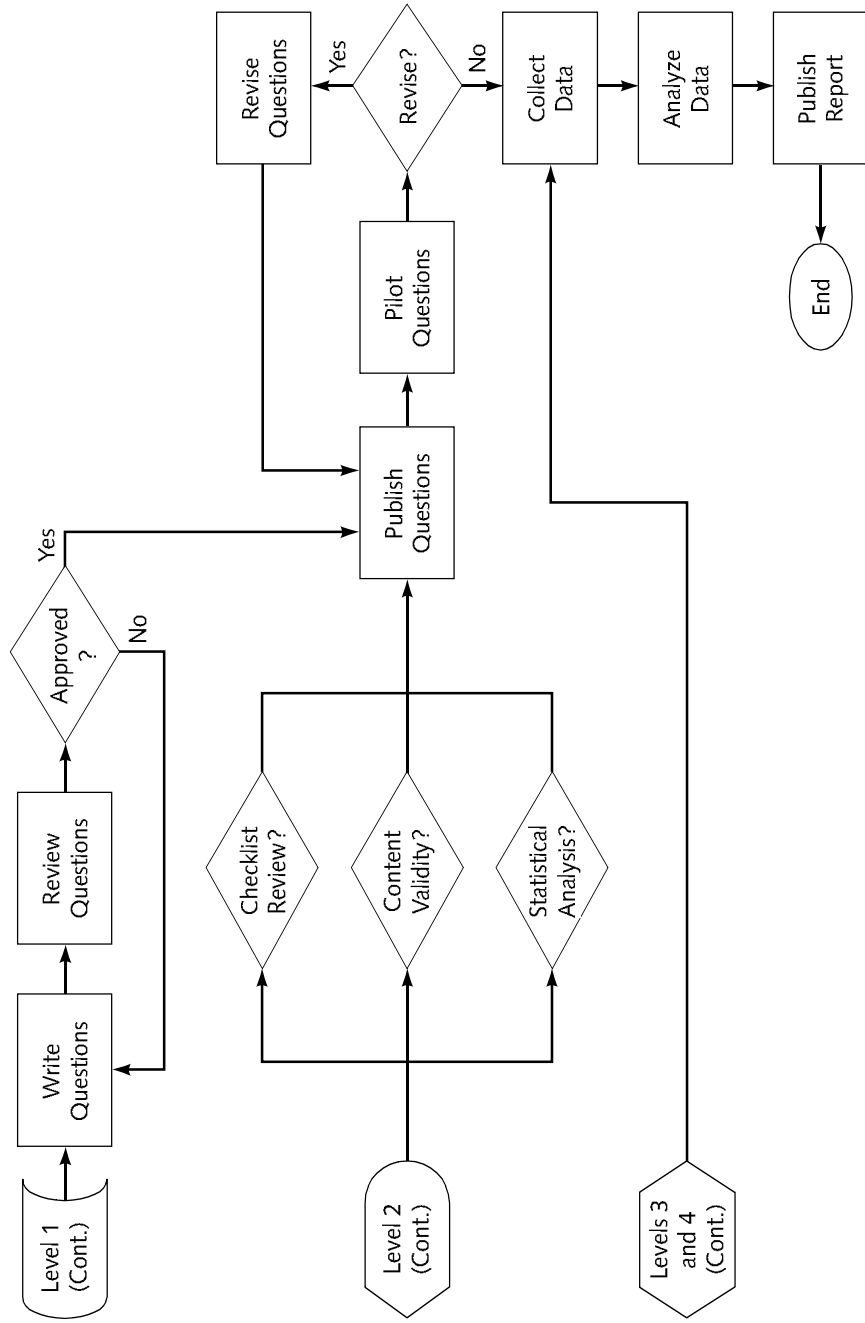 Level 1
(Cont.)
Write
Questions
Review
Questions
Approved
?
Yes
No
Level 2
(Cont.)
Checklist
Review?
Content
Validity?
Statistical
Analysis?
Publish
Questions
Pilot
Questions
Revise?
Yes
No
Revise
Questions
Levels 3
and 4
(Cont.)
Collect
Data
Analyze
Data
Publish
Report
End